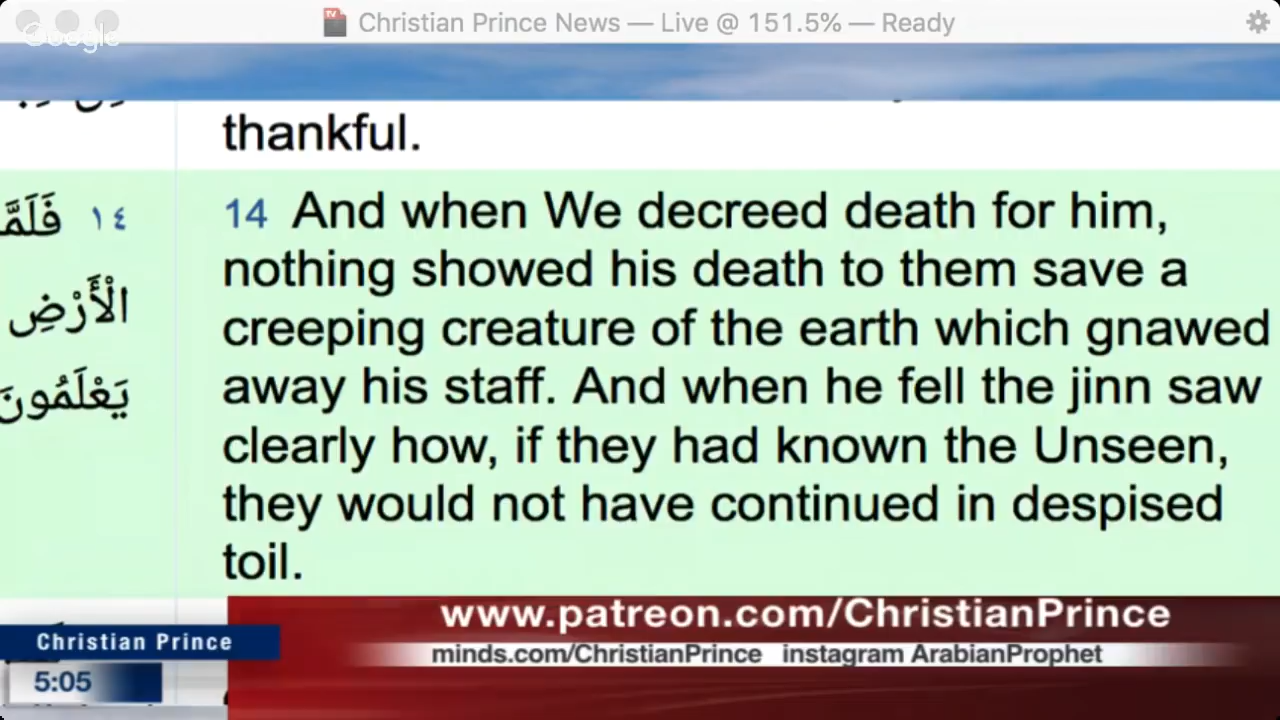 Christian Prince News — Live @ 151.5% — Ready
Google
thankful.
14 And when We decreed death for him,
nothing showed his death to them save a
creeping creature of the earth which gnawed
away his staff. And when he fell the jinn saw
clearly how, if they had known the Unseen,
they would not have continued in despised
toil.
١٤ فَلَمَّا
الْأَرْضِ
يَعْلَمُونَ
www.patreon.com/ChristianPrince
Christian Prince
minds.com/ChristianPrince instagram ArabianProphet
5:05